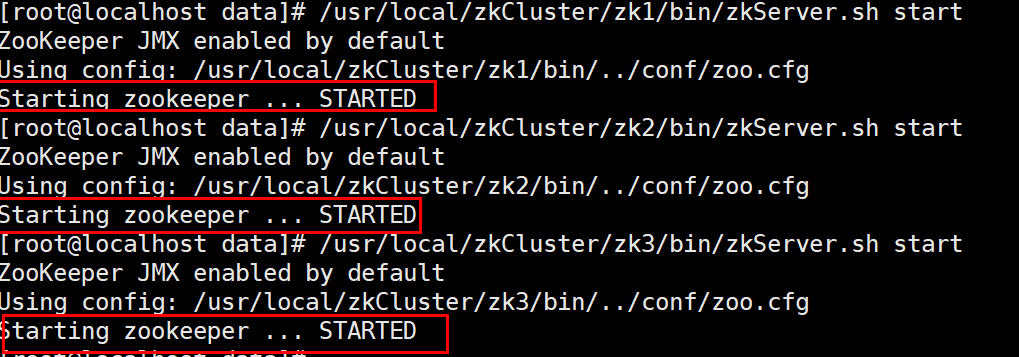 [root@localhost data]# /usr/local/zkCluster/zk1/bin/zkServer.sh start
ZooKeeper JMX enabled by default
Using config: /usr/local/zkCluster/zk1/bin/../conf/zoo.cfg
Starting zookeeper ... STARTED
[root@localhost data]# /usr/local/zkCluster/zk2/bin/zkServer.sh start
ZooKeeper JMX enabled by default
Using config: /usr/local/zkCluster/zk2/bin/../conf/zoo.cfg
Starting zookeeper ... STARTED
[root@localhost data]# /usr/local/zkCluster/zk3/bin/zkServer.sh start
ZooKeeper JMX enabled by default
Using config: /usr/local/zkCluster/zk3/bin/../conf/zoo.cfg
Starting zookeeper ... STARTED
[root@localhost data]#